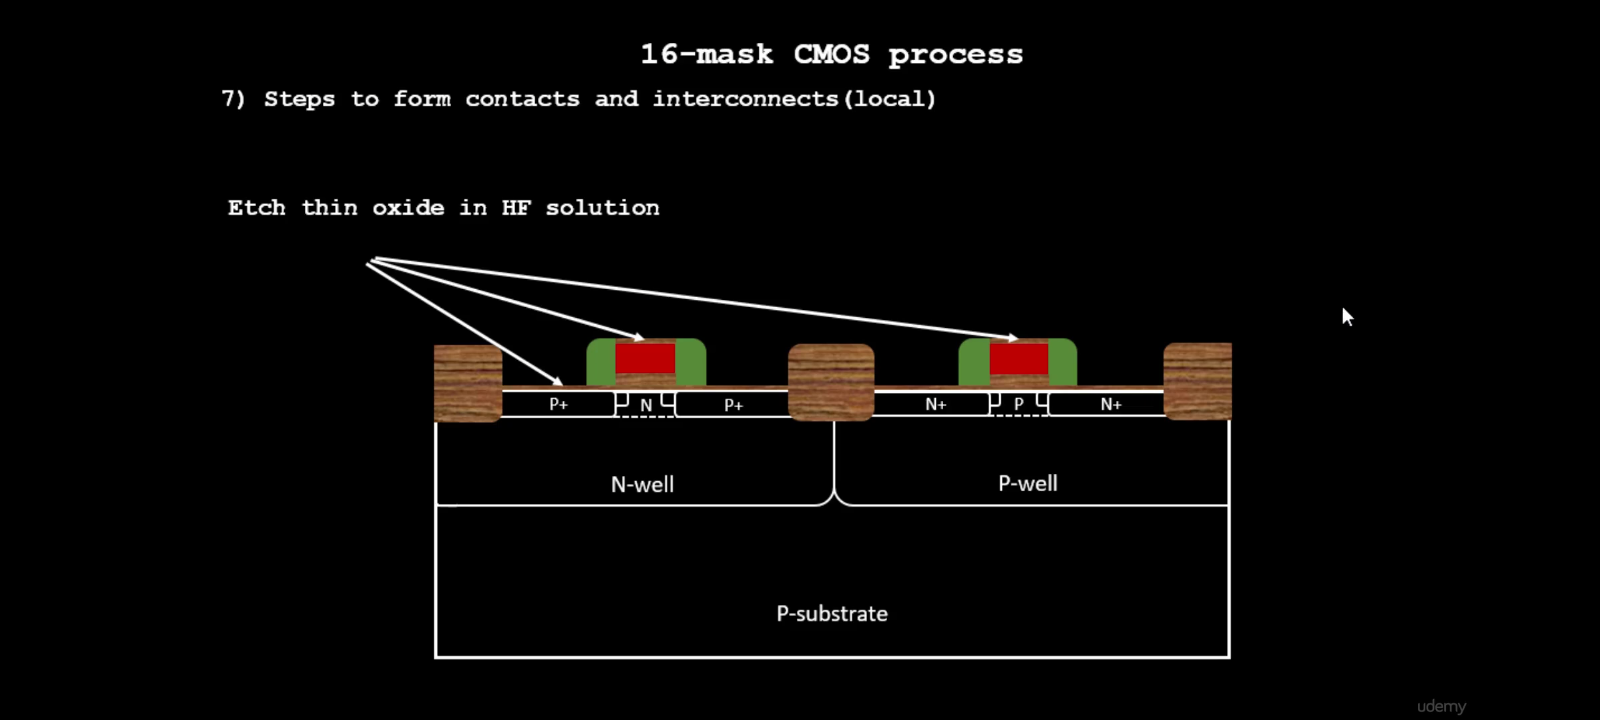 16-mask CMOS process
7) Steps to form contacts and interconnects(local)
Etch thin oxide in HF solution
P+ N P+ N+ P N+
N-well P-well
P-substrate
udemy